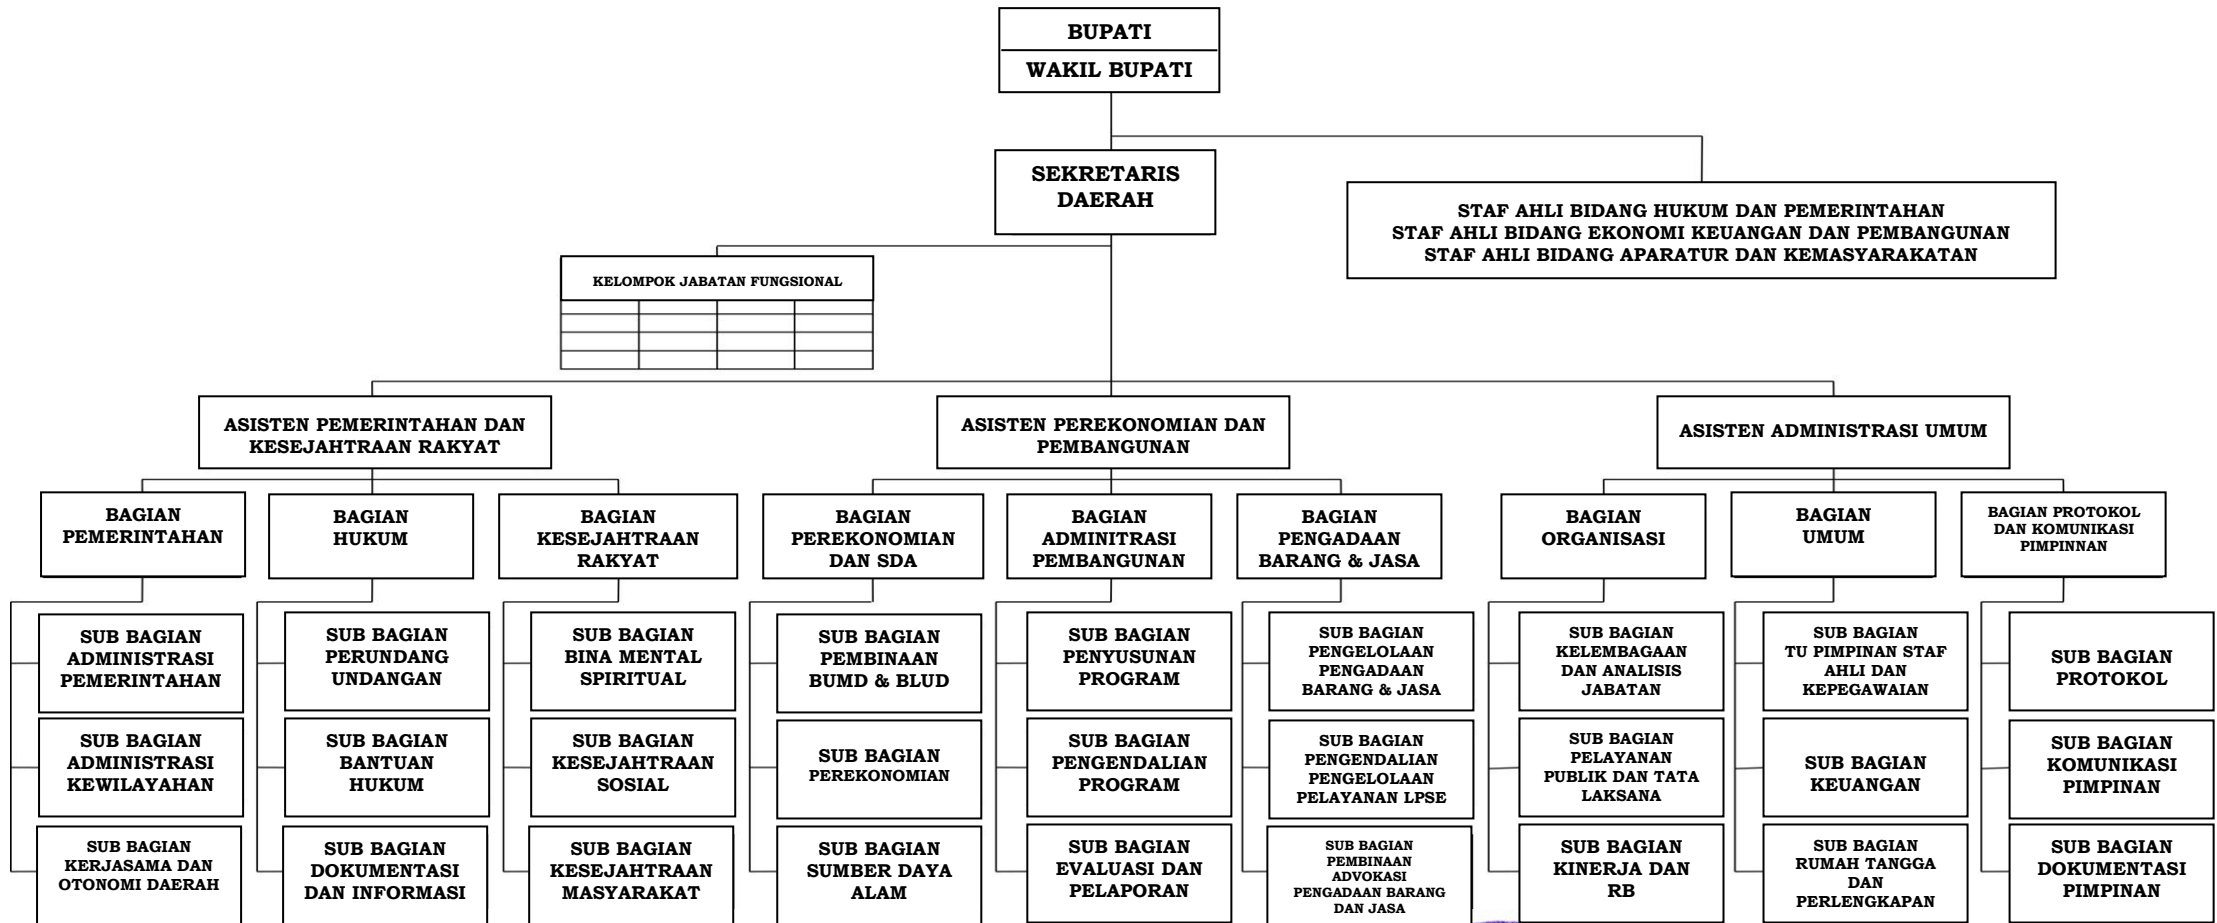 BUPATI
WAKIL BUPATI
SEKRETARIS
DAERAH
STAF AHLI BIDANG HUKUM DAN PEMERINTAHAN
STAF AHLI BIDANG EKONOMI KEUANGAN DAN PEMBANGUNAN
STAF AHLI BIDANG APARATUR DAN KEMASYARAKATAN
KELOMPOK JABATAN FUNGSIONAL
ASISTEN PEMERINTAHAN DAN
KESEJAHTRAAN RAKYAT
ASISTEN PEREKONOMIAN DAN
PEMBANGUNAN
ASISTEN ADMINISTRASI UMUM
BAGIAN
PEMERINTAHAN
BAGIAN
HUKUM
BAGIAN
KESEJAHTRAAN
RAKYAT
BAGIAN
PEREKONOMIAN
DAN SDA
BAGIAN
ADMINITRASI
PEMBANGUNAN
BAGIAN
PENGADAAN
BARANG & JASA
BAGIAN
ORGANISASI
BAGIAN
UMUM
BAGIAN PROTOKOL
DAN KOMUNIKASI
PIMPINNAN
SUB BAGIAN
ADMINISTRASI
PEMERINTAHAN
SUB BAGIAN
PERUNDANG
UNDANGAN
SUB BAGIAN
BINA MENTAL
SPIRITUAL
SUB BAGIAN
PEMBINAAN
BUMD & BLUD
SUB BAGIAN
PENYUSUNAN
PROGRAM
SUB BAGIAN
PENGELOLAAN
PENGADAAN
BARANG & JASA
SUB BAGIAN
KELEMBAGAAN
DAN ANALISIS
JABATAN
SUB BAGIAN
TU PIMPINAN STAF
AHLI DAN
KEPEGAWAIAN
SUB BAGIAN
PROTOKOL
SUB BAGIAN
ADMINISTRASI
KEWILAYAHAN
SUB BAGIAN
BANTUAN
HUKUM
SUB BAGIAN
KESEJAHTRAAN
SOSIAL
SUB BAGIAN
PEREKONOMIAN
SUB BAGIAN
PENGENDALIAN
PROGRAM
SUB BAGIAN
PENGENDALIAN
PENGELOLAAN
PELAYANAN LPSE
SUB BAGIAN
PELAYANAN
PUBLIK DAN TATA
LAKSANA
SUB BAGIAN
KEUANGAN
SUB BAGIAN
KOMUNIKASI
PIMPINAN
SUB BAGIAN
KERJASAMA DAN
OTONOMI DAERAH
SUB BAGIAN
DOKUMENTASI
DAN INFORMASI
SUB BAGIAN
KESEJAHTRAAN
MASYARAKAT
SUB BAGIAN
SUMBER DAYA
ALAM
SUB BAGIAN
EVALUASI DAN
PELAPORAN
SUB BAGIAN
PEMBINAAN
ADVOKASI
PENGADAAN BARANG
DAN JASA
SUB BAGIAN
KINERJA DAN
RB
SUB BAGIAN
RUMAH TANGGA
DAN
PERLENGKAPAN
SUB BAGIAN
DOKUMENTASI
PIMPINAN